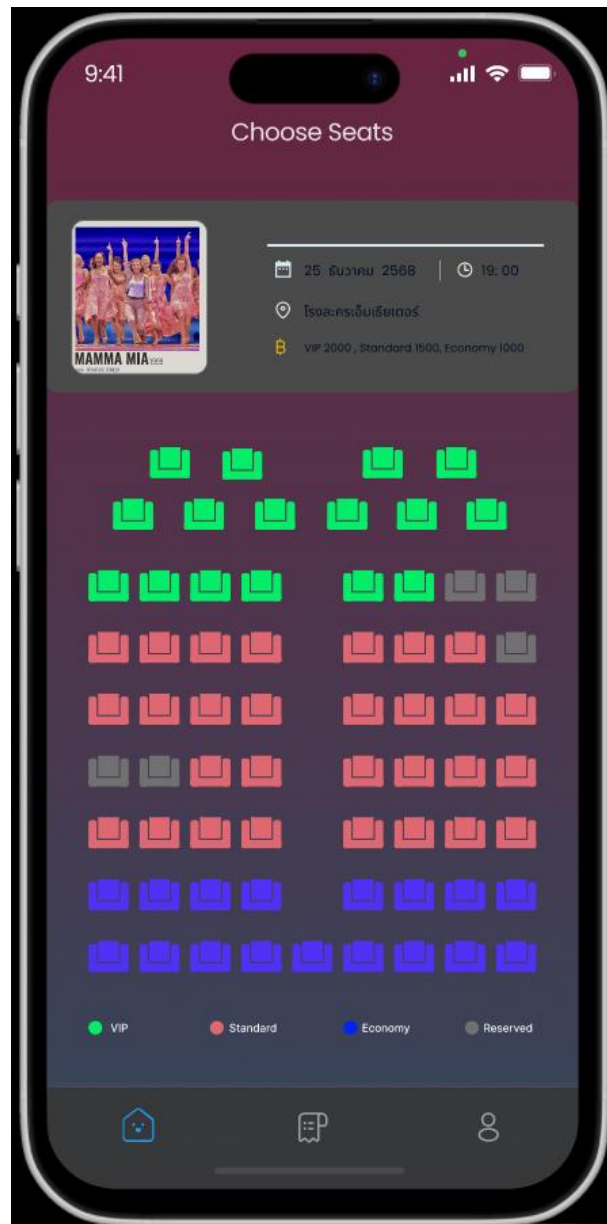 9:41
Choose Seats
25 ธันวาคม 2568 | 19:00
โรงละครเอ็มเธียเตอร์
MAMMA MIA 1999
VIP 2000 , Standard 1500, Economy 1000
VIP
Standard
Economy
Reserved